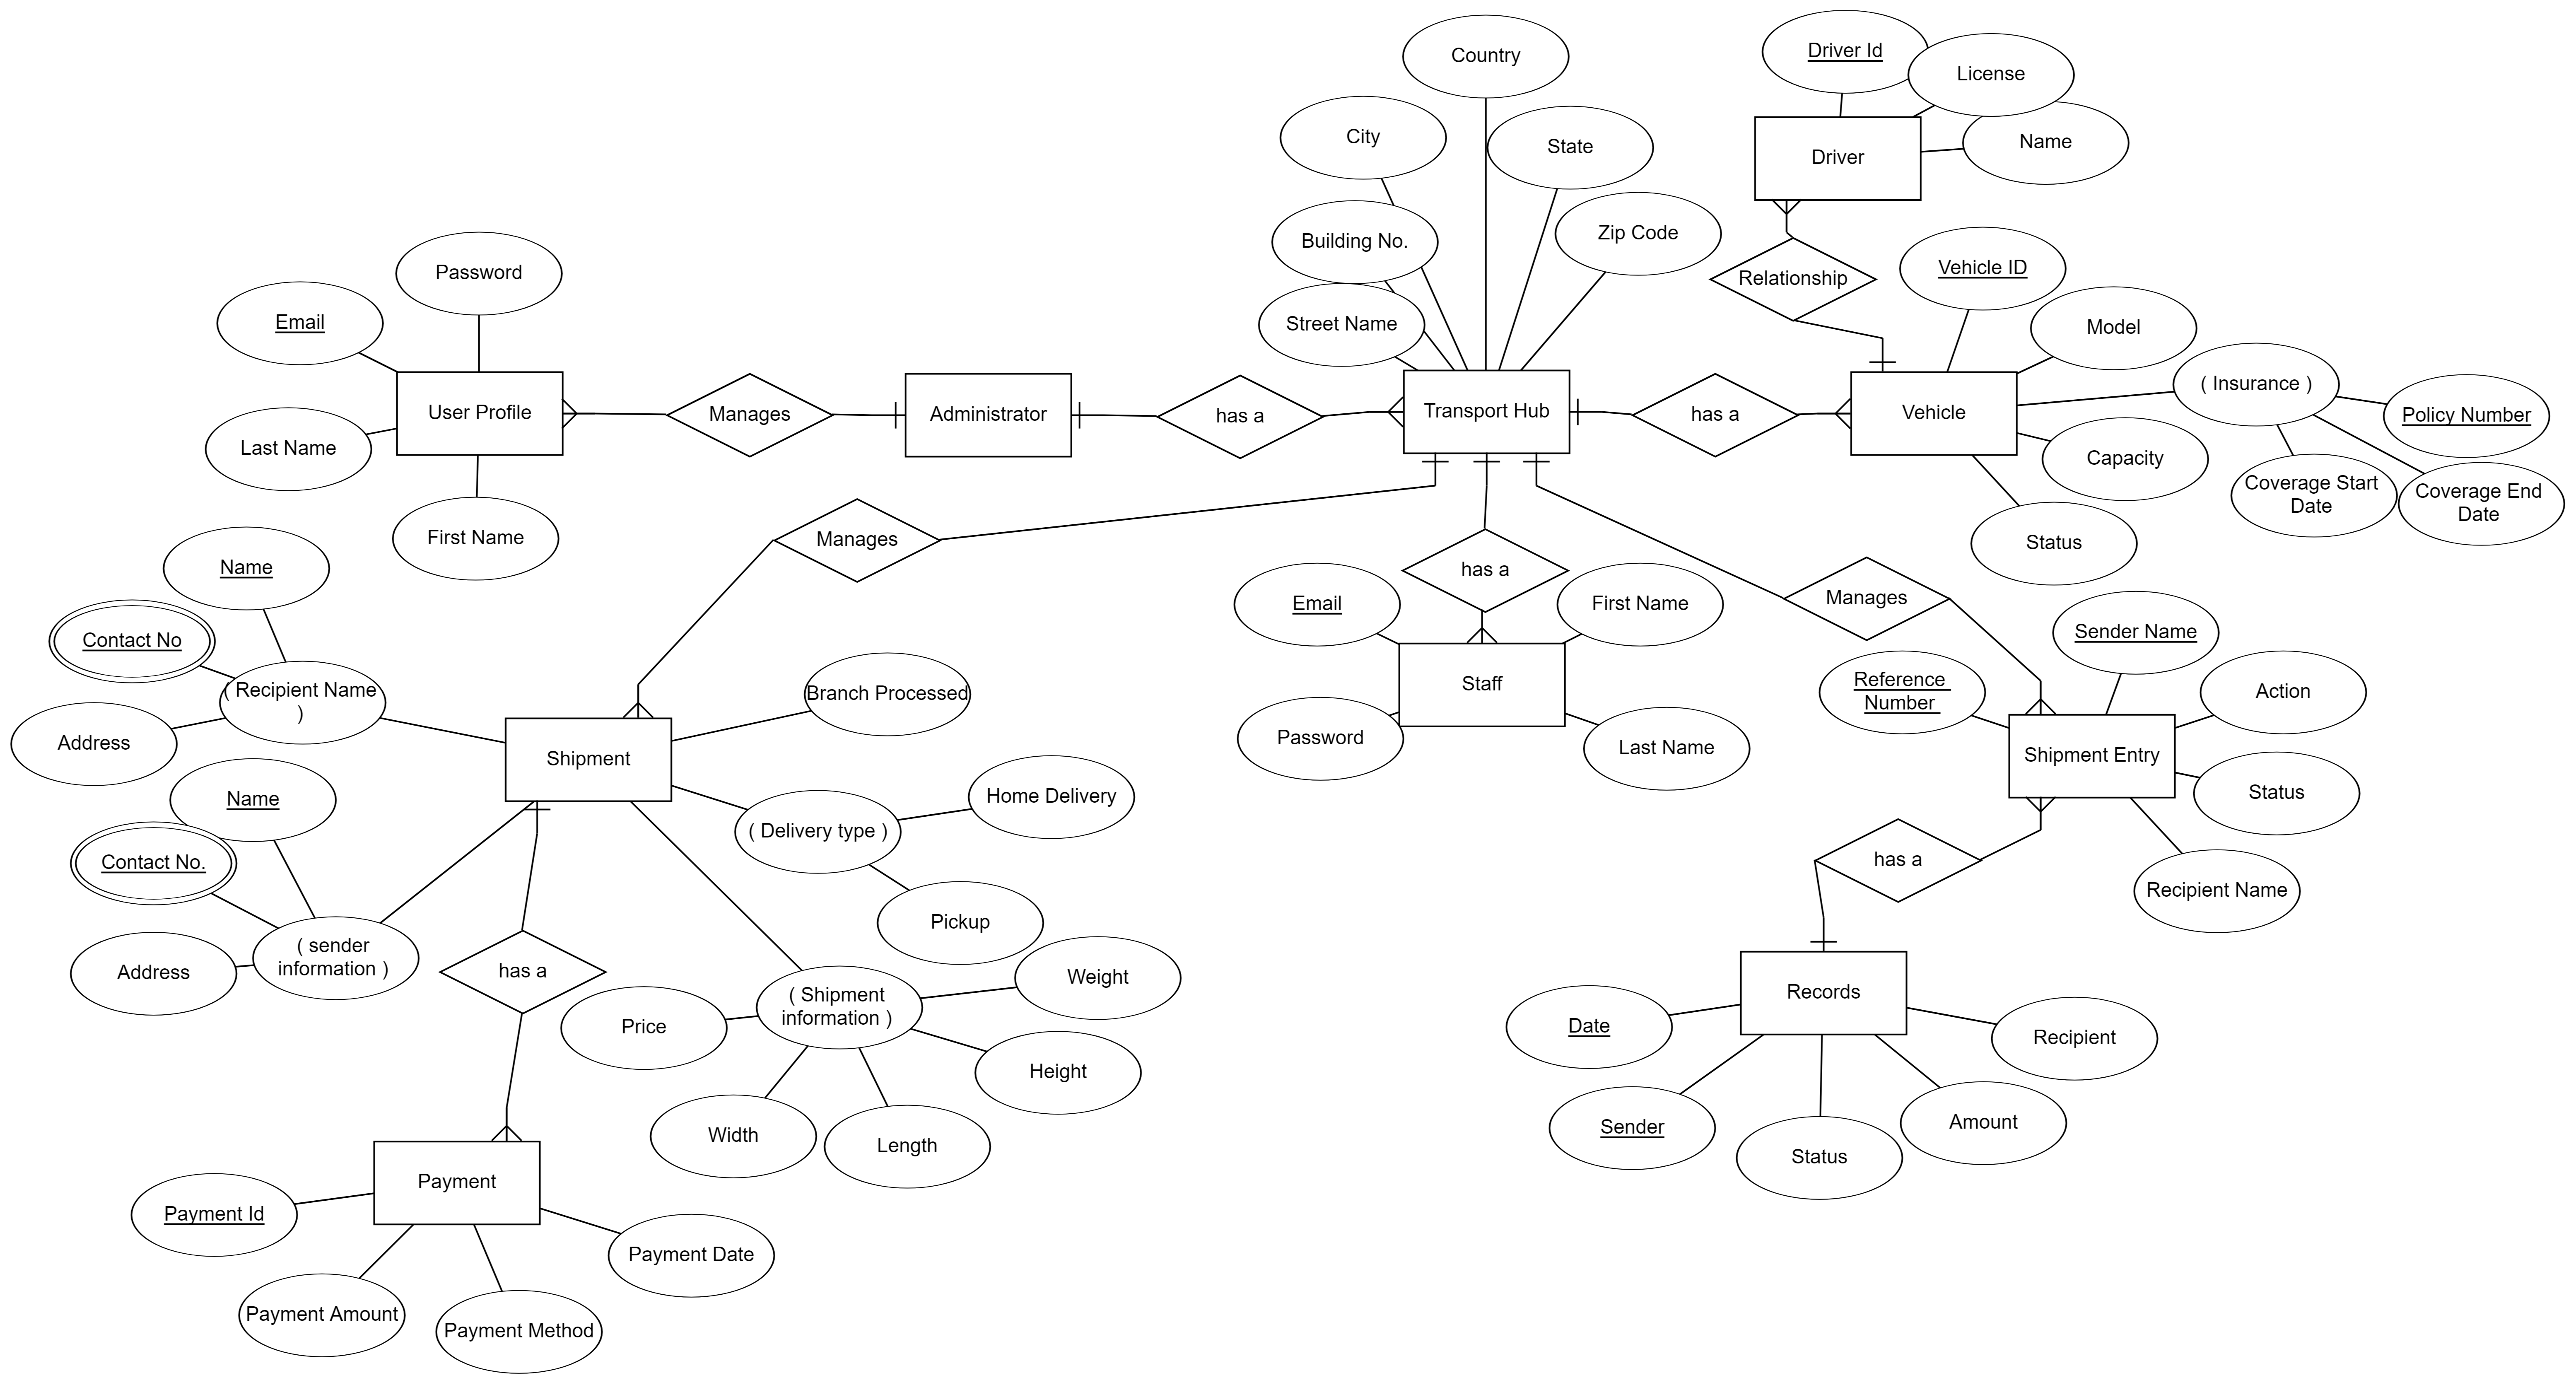 Country
Driver Id
License
City
State
Name
Driver
Building No.
Zip Code
Relationship
Vehicle ID
Password
Email
Street Name
Model
( Insurance )
User Profile
Manages
Administrator
has a
Transport Hub
has a
Vehicle
Policy Number
Last Name
Capacity
Coverage Start
Date
Coverage End
Date
First Name
Manages
Status
Name
has a
Manages
Email
First Name
Contact No
Sender Name
( Recipient Name
)
Branch Processed
Staff
Reference
Number
Action
Address
Shipment
Password
Last Name
Shipment Entry
Name
Home Delivery
Status
( Delivery type )
Contact No.
has a
Recipient Name
Pickup
( sender
information )
Address
has a
Weight
( Shipment
information )
Records
Price
Date
Recipient
Height
Width
Length
Sender
Amount
Status
Payment
Payment Id
Payment Date
Payment Amount
Payment Method